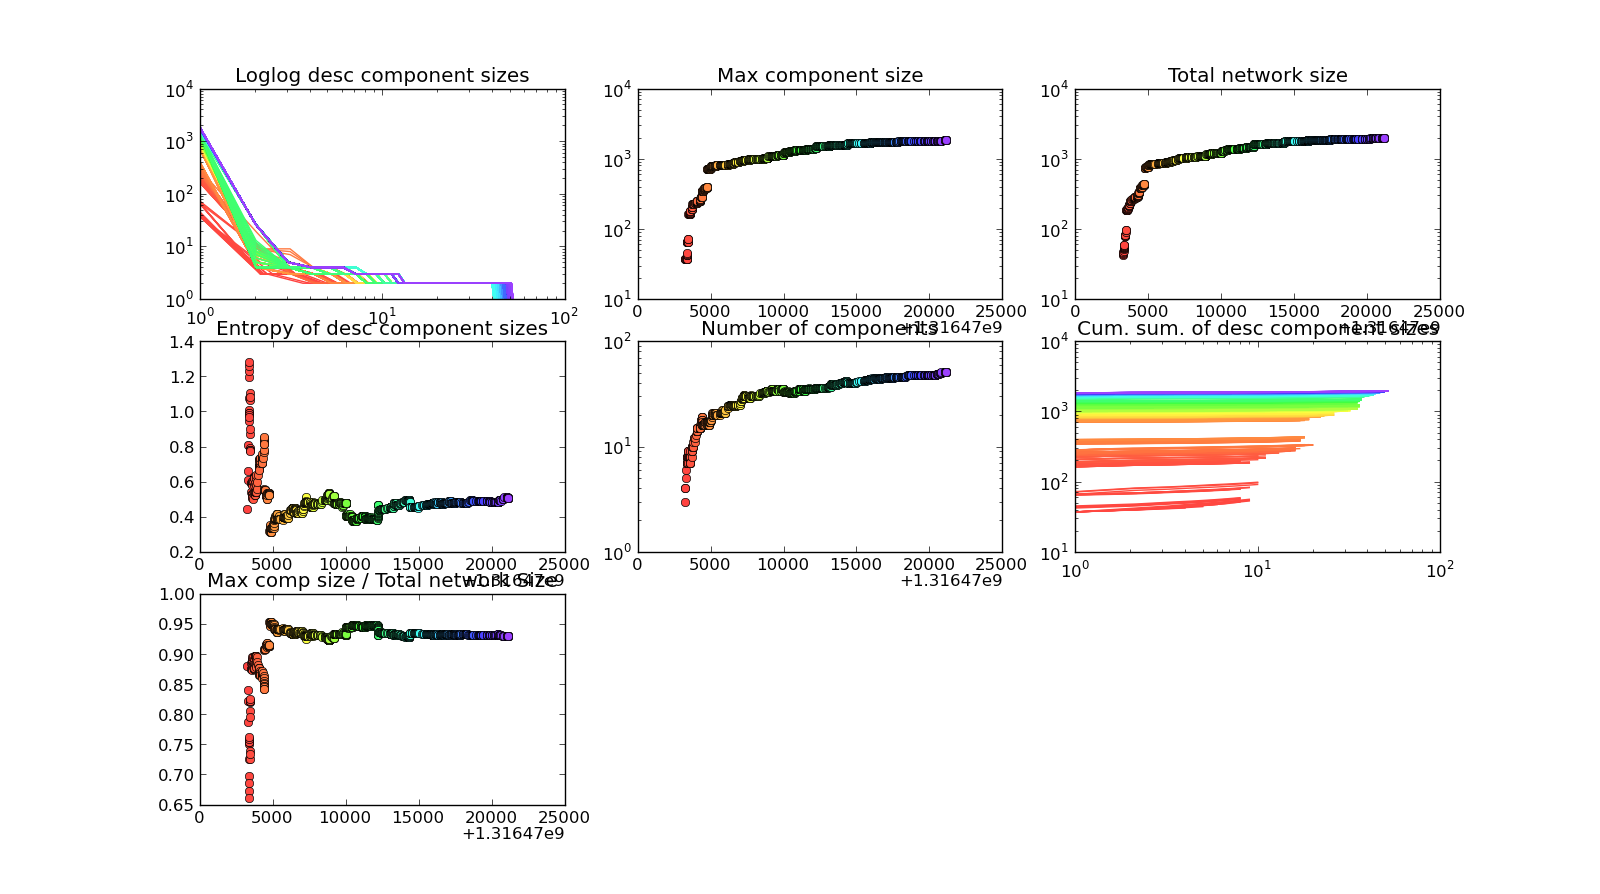 Loglog desc component sizes
10^4
10^3
10^2
10^1
10^0
10^0 10^1 10^2
Max component size
10^4
10^3
10^2
10^1
0 5000 10000 15000 20000 25000
+1.31647e9
Total network size
10^4
10^3
10^2
10^1
0 5000 10000 15000 20000 25000
+1.31647e9
Entropy of desc component sizes
1.4
1.2
1.0
0.8
0.6
0.4
0.2
0 5000 10000 15000 20000 25000
+1.31647e9
Number of components
10^2
10^1
10^0
0 5000 10000 15000 20000 25000
+1.31647e9
Cum. sum. of desc component sizes
10^4
10^3
10^2
10^1
10^0 10^1 10^2
Max comp size / Total network Size
1.00
0.95
0.90
0.85
0.80
0.75
0.70
0.65
0 5000 10000 15000 20000 25000
+1.31647e9